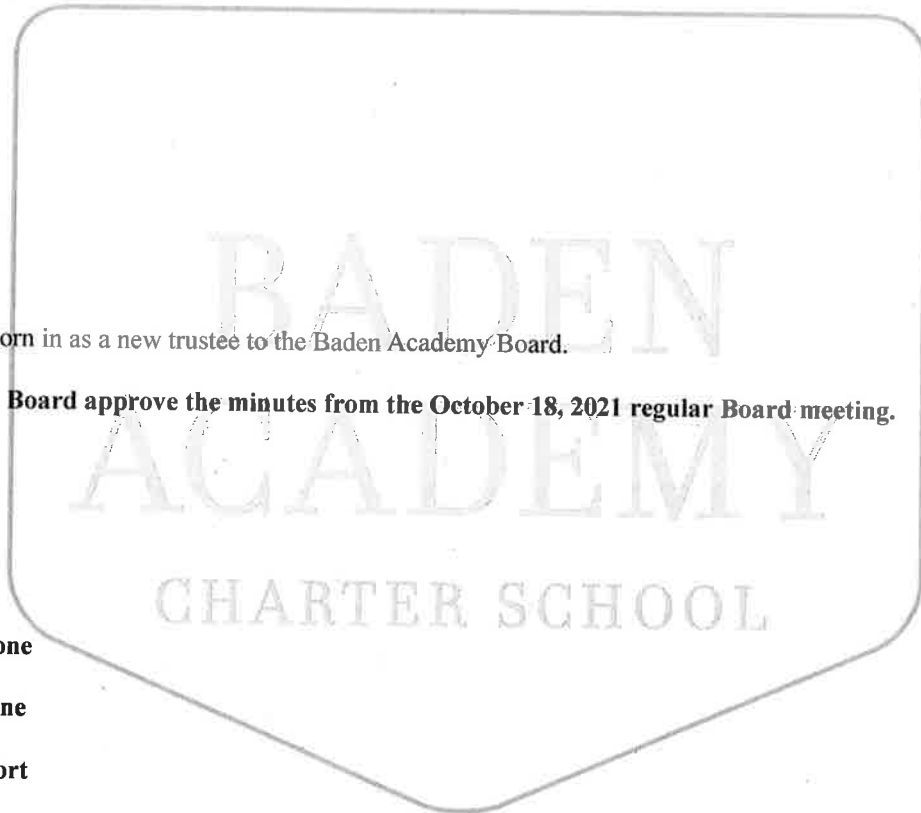 BADEN
orn in as a new trustee to the Baden Academy Board.
Board approve the minutes from the October 18, 2021 regular Board meeting.
ACADEMY
CHARTER SCHOOL
one
ne
ort